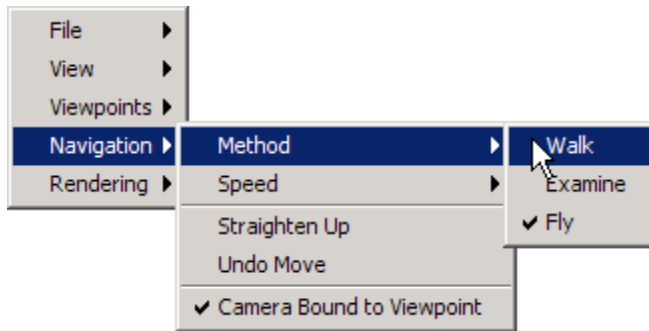 File
View
Viewpoints
Navigation
Rendering
Method
Speed
Straighten Up
Undo Move
Camera Bound to Viewpoint
Walk
Examine
Fly